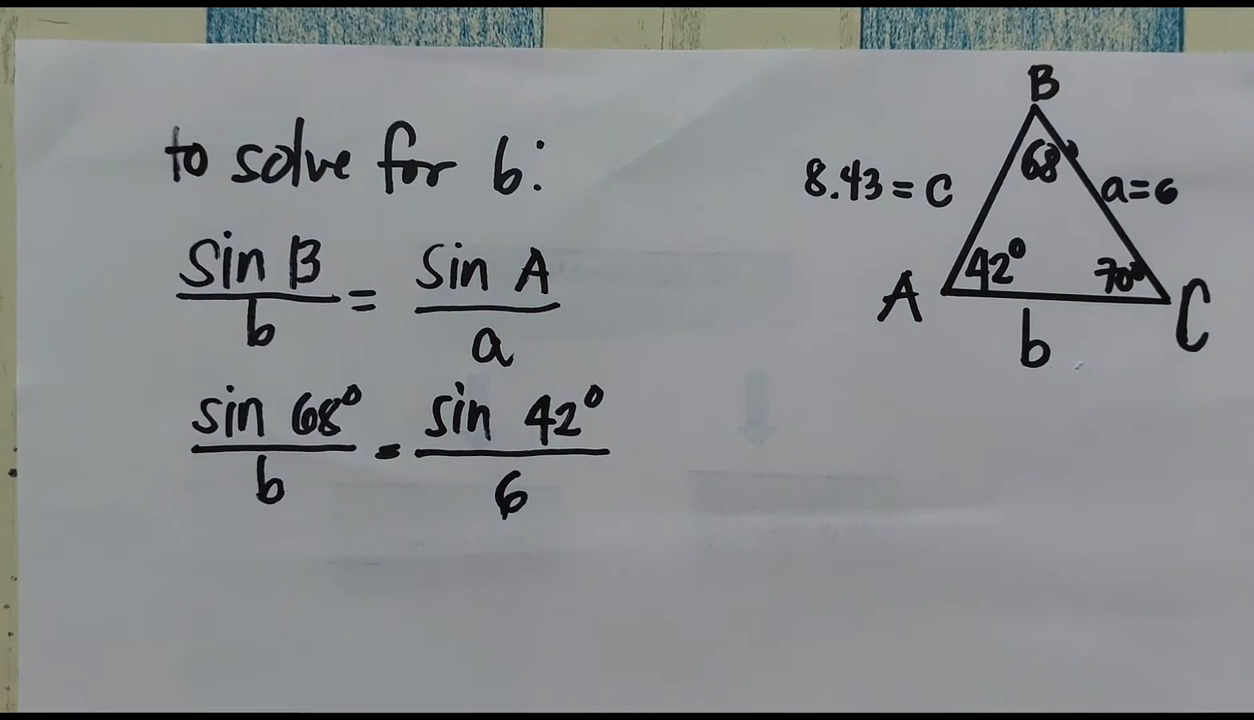 to solve for b:
sin B / b = sin A / a
sin 68° / b = sin 42° / 6
B
68°
8.43 = c
a = 6
42°
70°
A
b
C